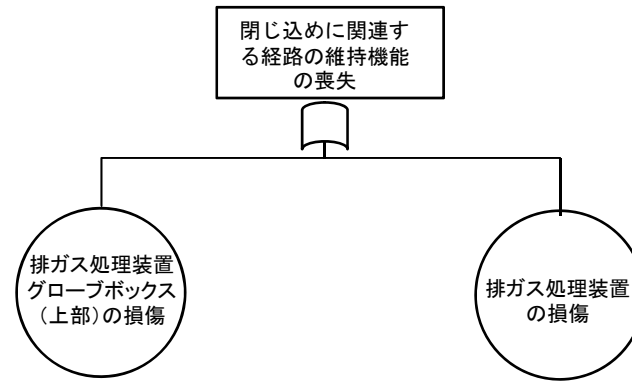 閉じ込めに関連す
る経路の維持機能
の喪失
排ガス処理装置
グローブボックス
（上部）の損傷
排ガス処理装置
の損傷